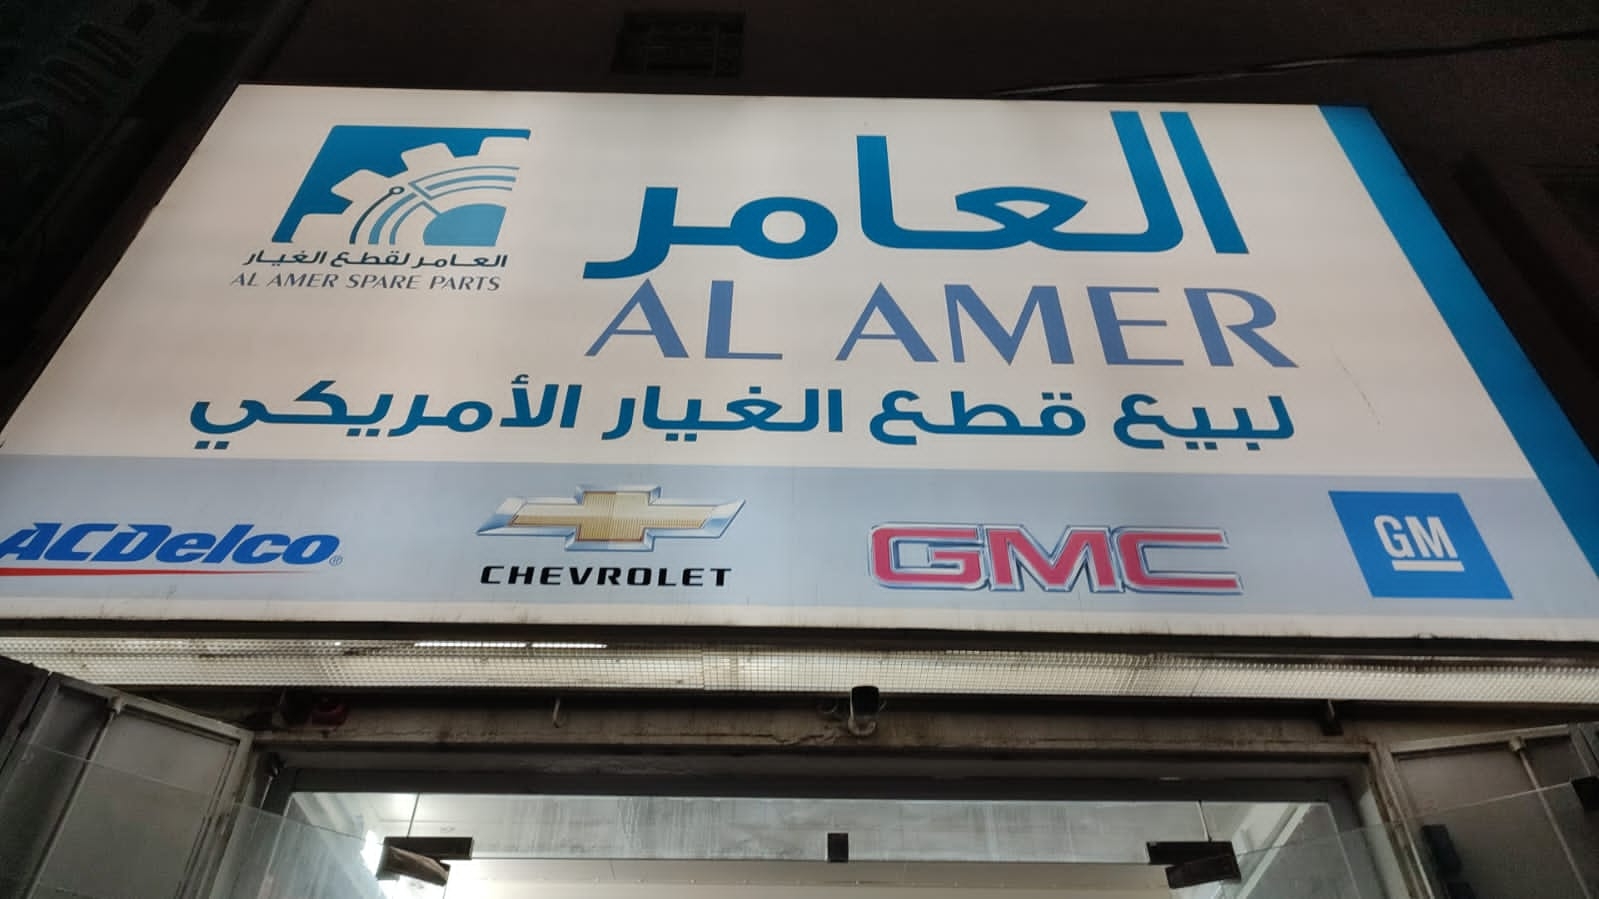 العامر
AL AMER
العامر لقطع الغيار
AL AMER SPARE PARTS
لبيع قطع الغيار الأمريكي
ACDelco®
CHEVROLET
GMC
GM